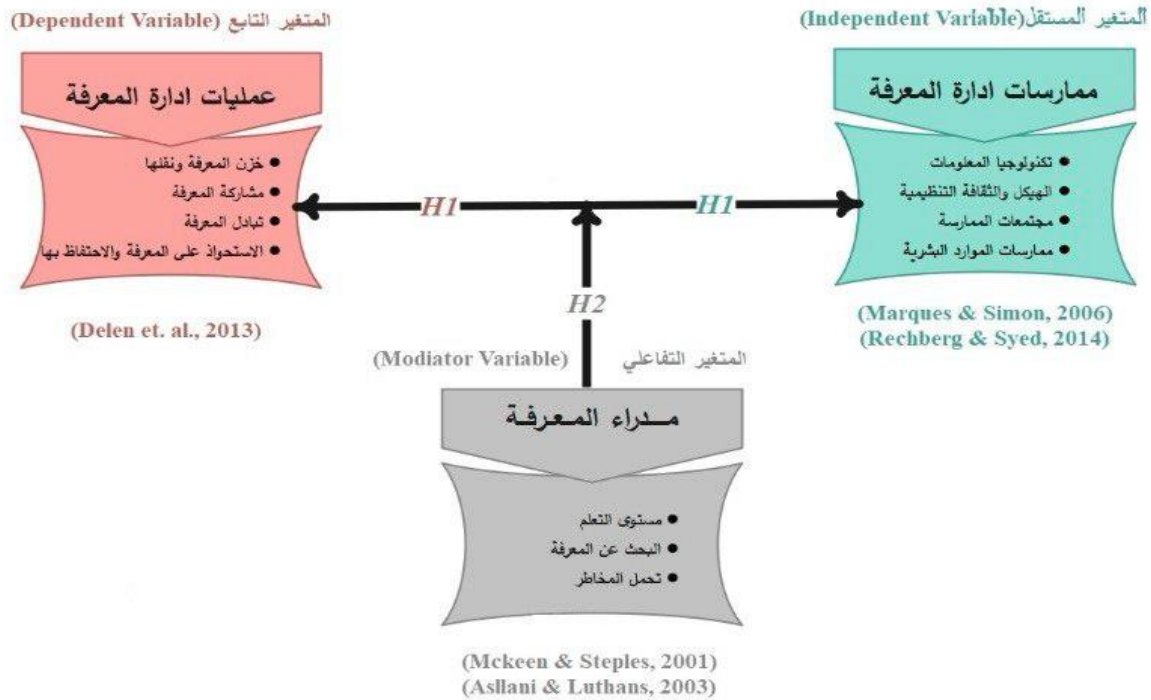 المتغير المستقل(Independent Variable)
ممارسات ادارة المعرفة
● تكنولوجيا المعلومات
● الهيكل والثقافة التنظيمية
● مجتمعات الممارسة
● ممارسات الموارد البشرية
(Marques & Simon, 2006)
(Rechberg & Syed, 2014)
المتغير التابع (Dependent Variable)
عمليات ادارة المعرفة
● خزن المعرفة ونقلها
● مشاركة المعرفة
● تبادل المعرفة
● الاستحواذ على المعرفة والاحتفاظ بها
(Delen et. al., 2013)
H1
H1
H2
المتغير التفاعلي (Modiator Variable)
مــدراء المـعـرفـة
● مستوى التعلم
● البحث عن المعرفة
● تحمل المخاطر
(Mckeen & Steples, 2001)
(Asllani & Luthans, 2003)